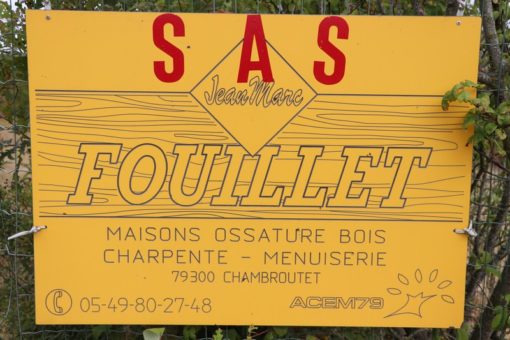 SAS
Jean Marc
FOUILLET
MAISONS OSSATURE BOIS
CHARPENTE - MENUISERIE
79300 CHAMBROUTET
05-49-80-27-48 ACEM79